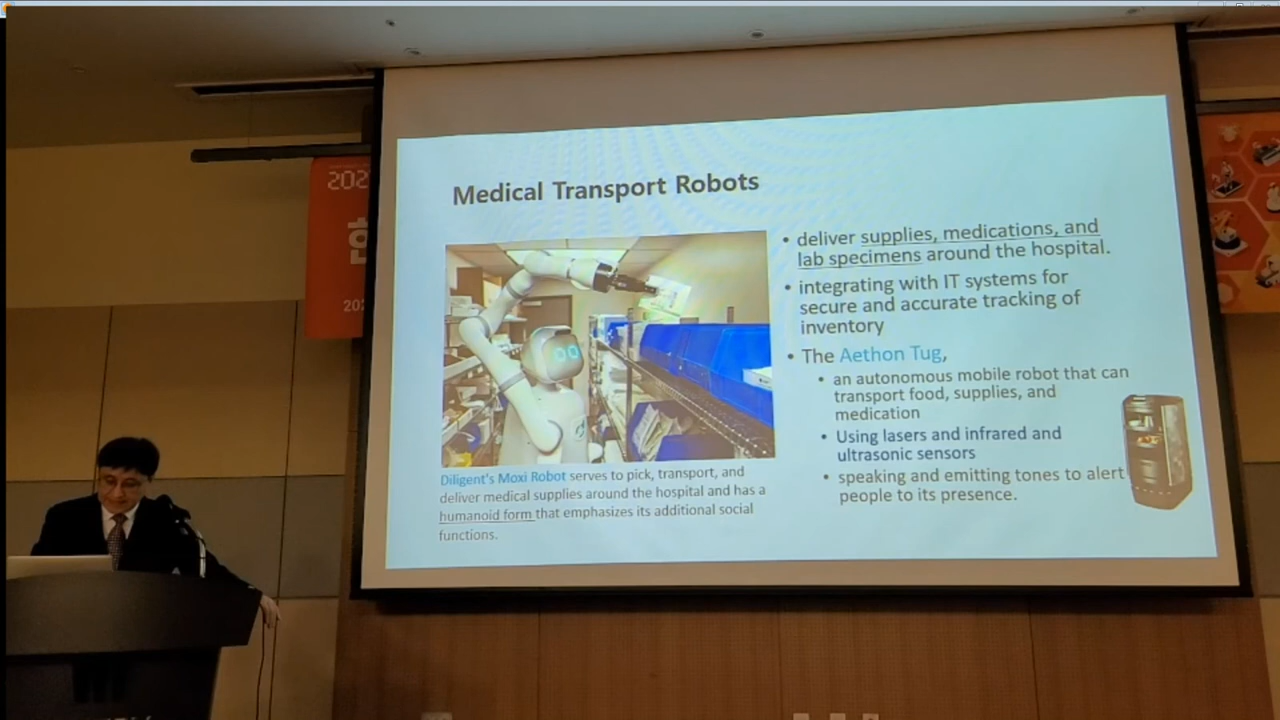 202
한
202
Medical Transport Robots
• deliver supplies, medications, and
lab specimens around the hospital.
• integrating with IT systems for
secure and accurate tracking of
inventory
• The Aethon Tug,
• an autonomous mobile robot that can
transport food, supplies, and
medication
• Using lasers and infrared and
ultrasonic sensors
• speaking and emitting tones to alert
people to its presence.
Diligent's Moxi Robot serves to pick, transport, and
deliver medical supplies around the hospital and has a
humanoid form that emphasizes its additional social
functions.